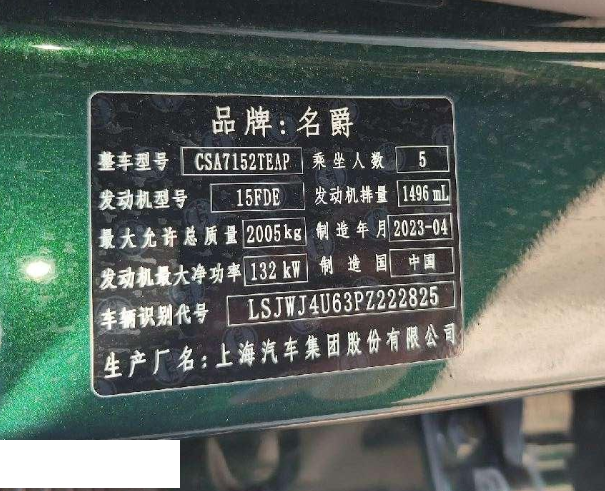 品牌:名爵
整车型号 CSA7152TEAP 乘坐人数 5
发动机型号 15FDE 发动机排量 1496 mL
最大允许总质量 2005kg 制造年月 2023-04
发动机最大净功率 132 kW 制造国 中国
车辆识别代号 LSJWJ4U63PZ222825
生产厂名:上海汽车集团股份有限公司